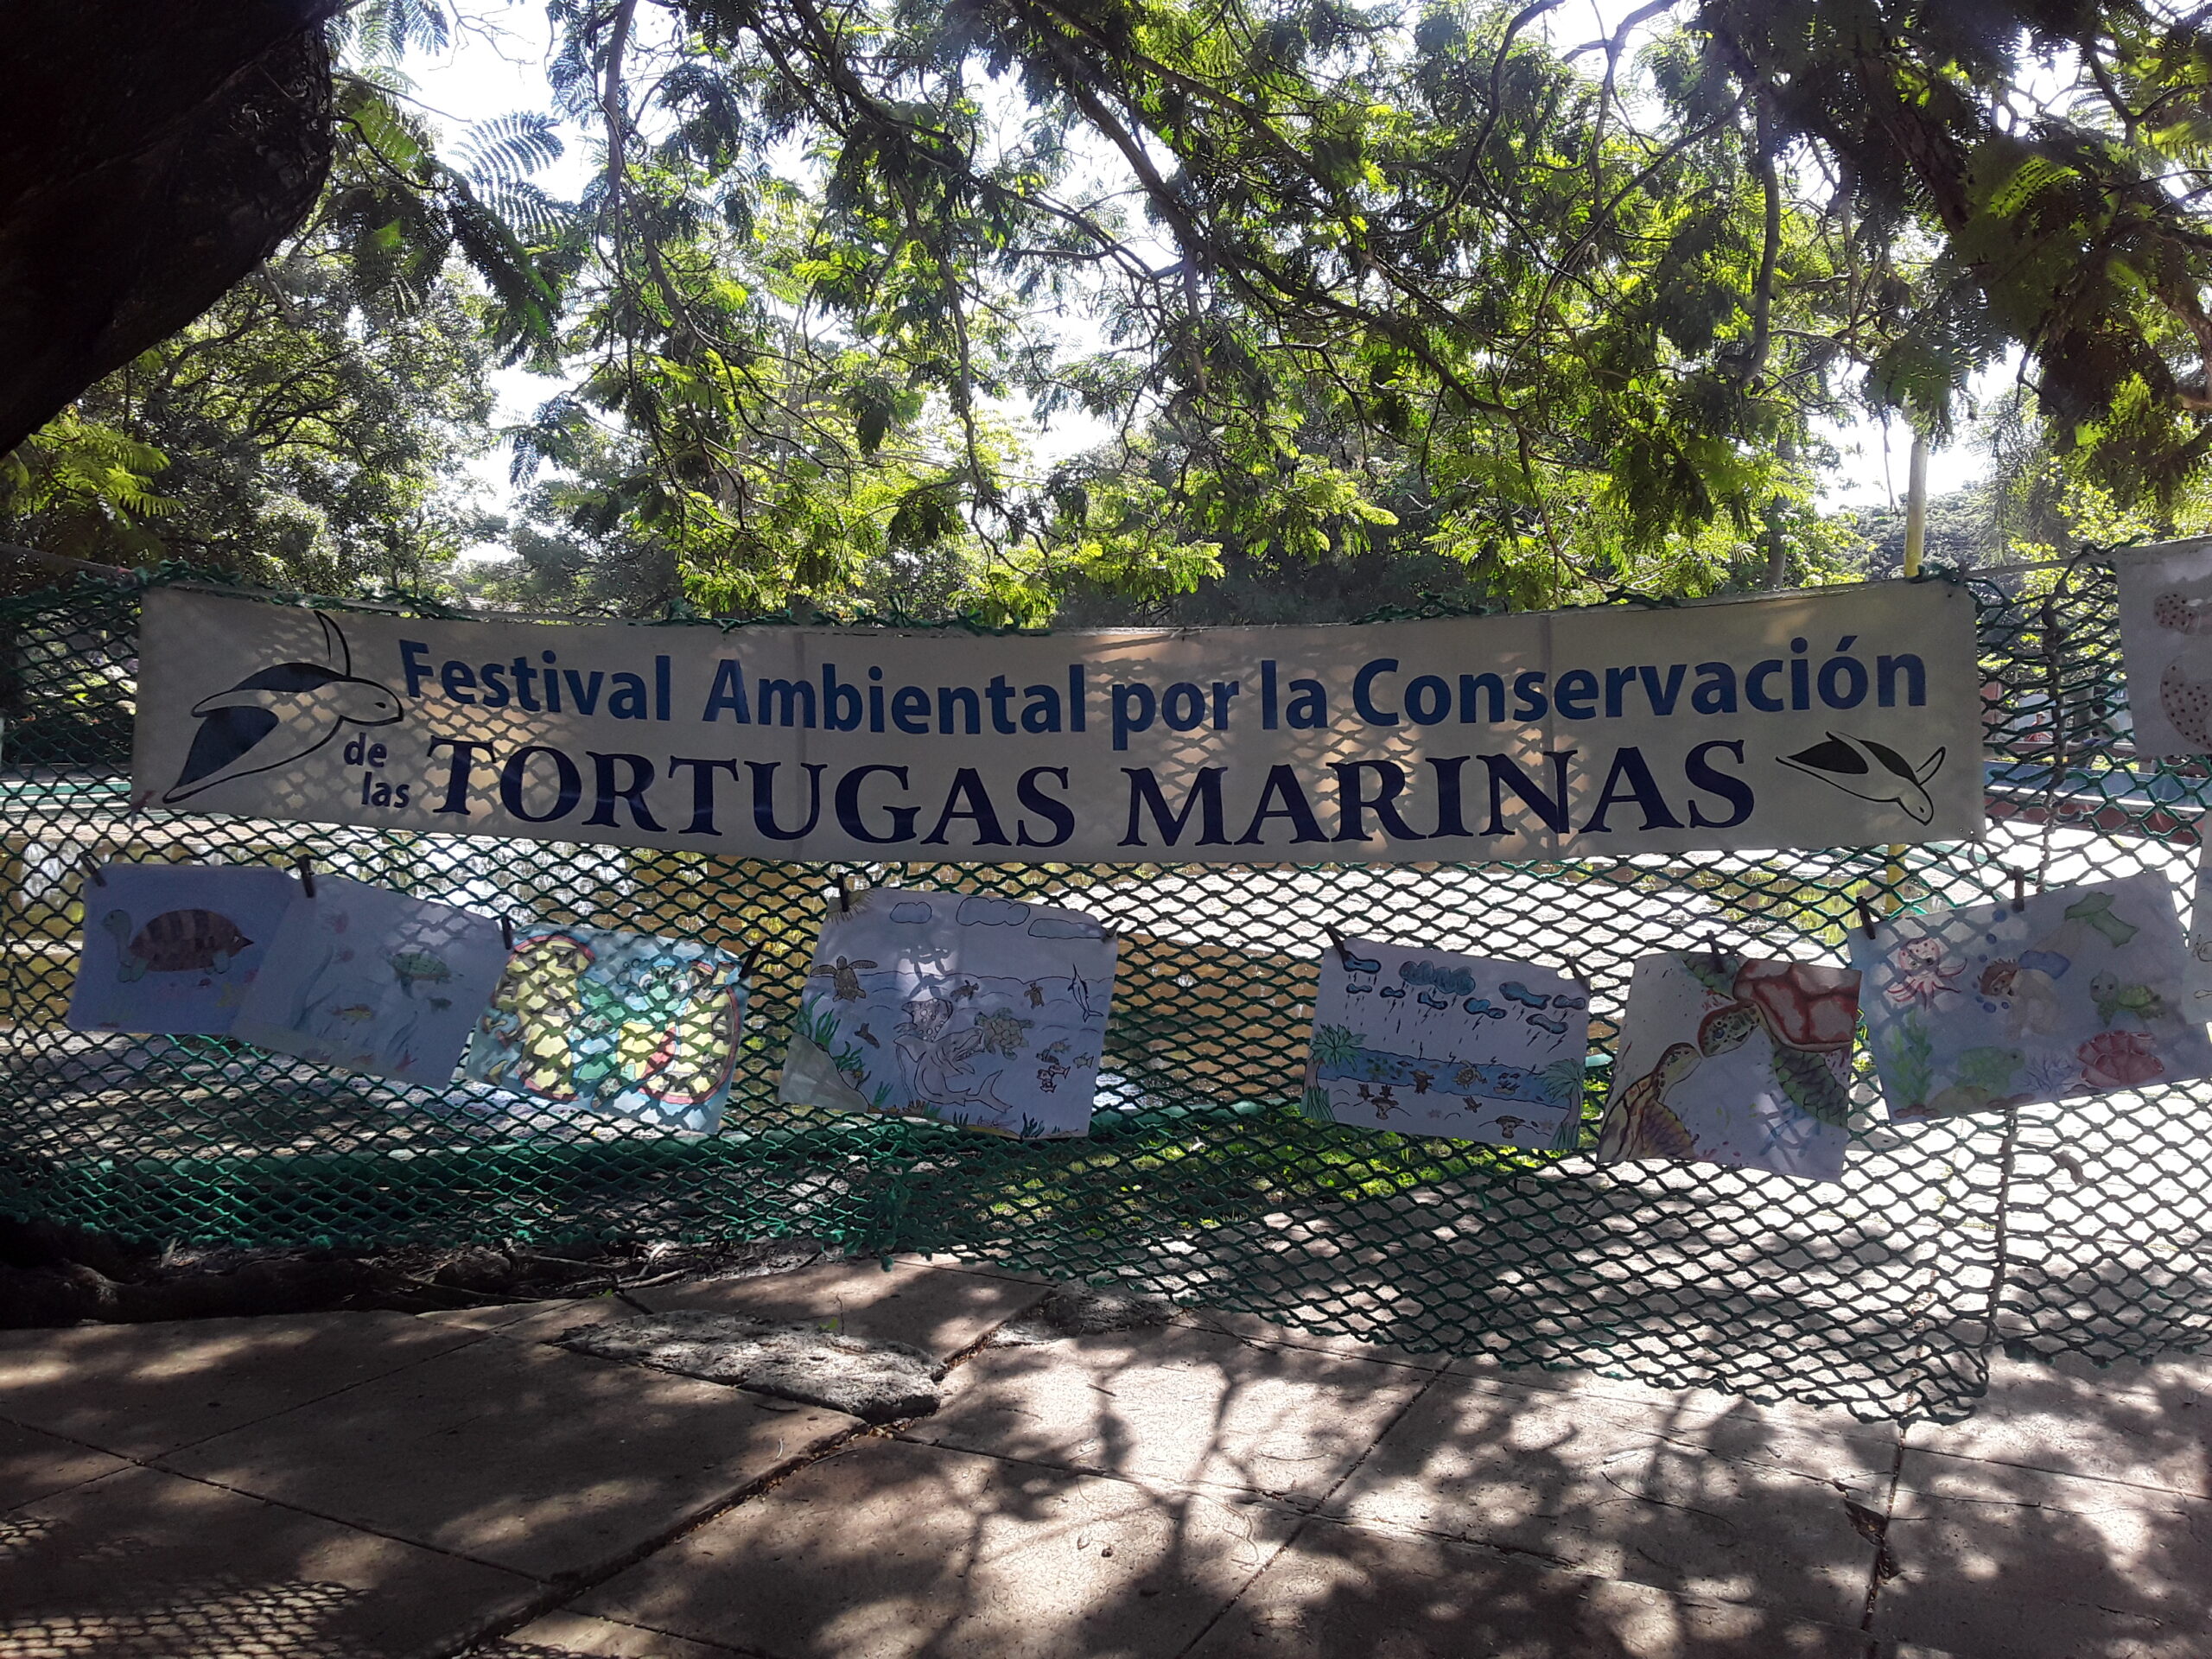 Festival Ambiental por la Conservación
de las TORTUGAS MARINAS